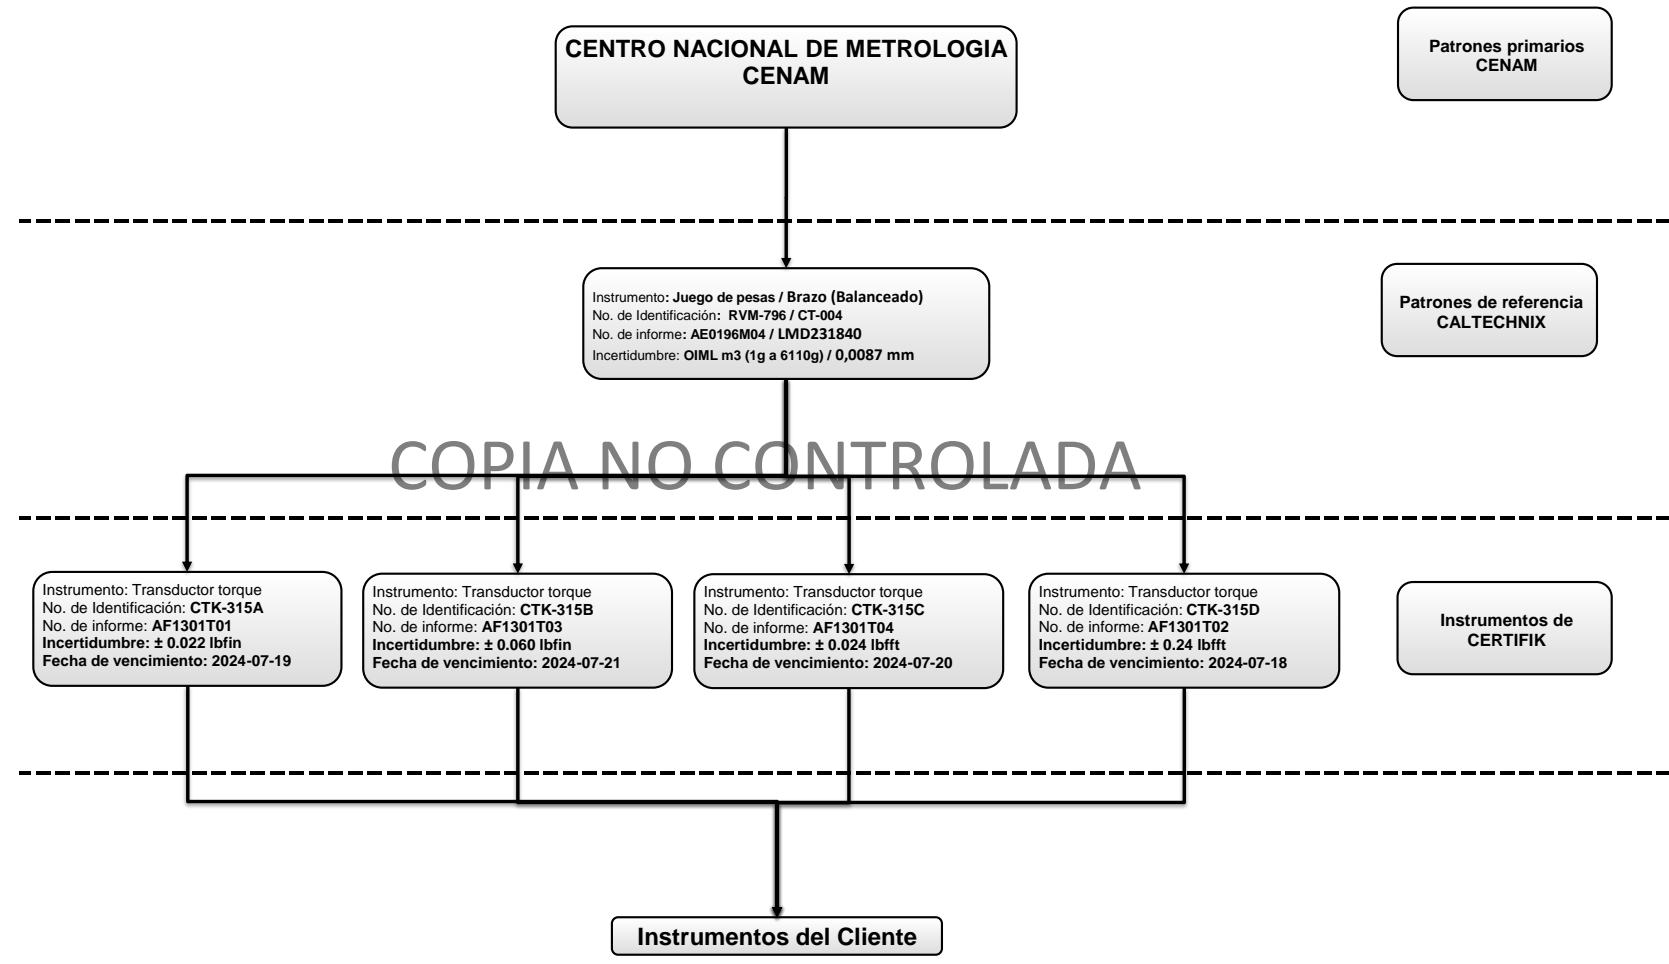 CENTRO NACIONAL DE METROLOGIA
CENAM
Patrones primarios
CENAM
Instrumento: Juego de pesas / Brazo (Balanceado)
No. de Identificación: RVM-796 / CT-004
No. de informe: AE0196M04 / LMD231840
Incertidumbre: OIML m3 (1g a 6110g) / 0,0087 mm
Patrones de referencia
CALTECHNIX
COPIA NO CONTROLADA
Instrumento: Transductor torque
No. de Identificación: CTK-315A
No. de informe: AF1301T01
Incertidumbre: ± 0.022 lbfin
Fecha de vencimiento: 2024-07-19
Instrumento: Transductor torque
No. de Identificación: CTK-315B
No. de informe: AF1301T03
Incertidumbre: ± 0.060 lbfin
Fecha de vencimiento: 2024-07-21
Instrumento: Transductor torque
No. de Identificación: CTK-315C
No. de informe: AF1301T04
Incertidumbre: ± 0.024 lbfft
Fecha de vencimiento: 2024-07-20
Instrumento: Transductor torque
No. de Identificación: CTK-315D
No. de informe: AF1301T02
Incertidumbre: ± 0.24 lbfft
Fecha de vencimiento: 2024-07-18
Instrumentos de
CERTIFIK
Instrumentos del Cliente